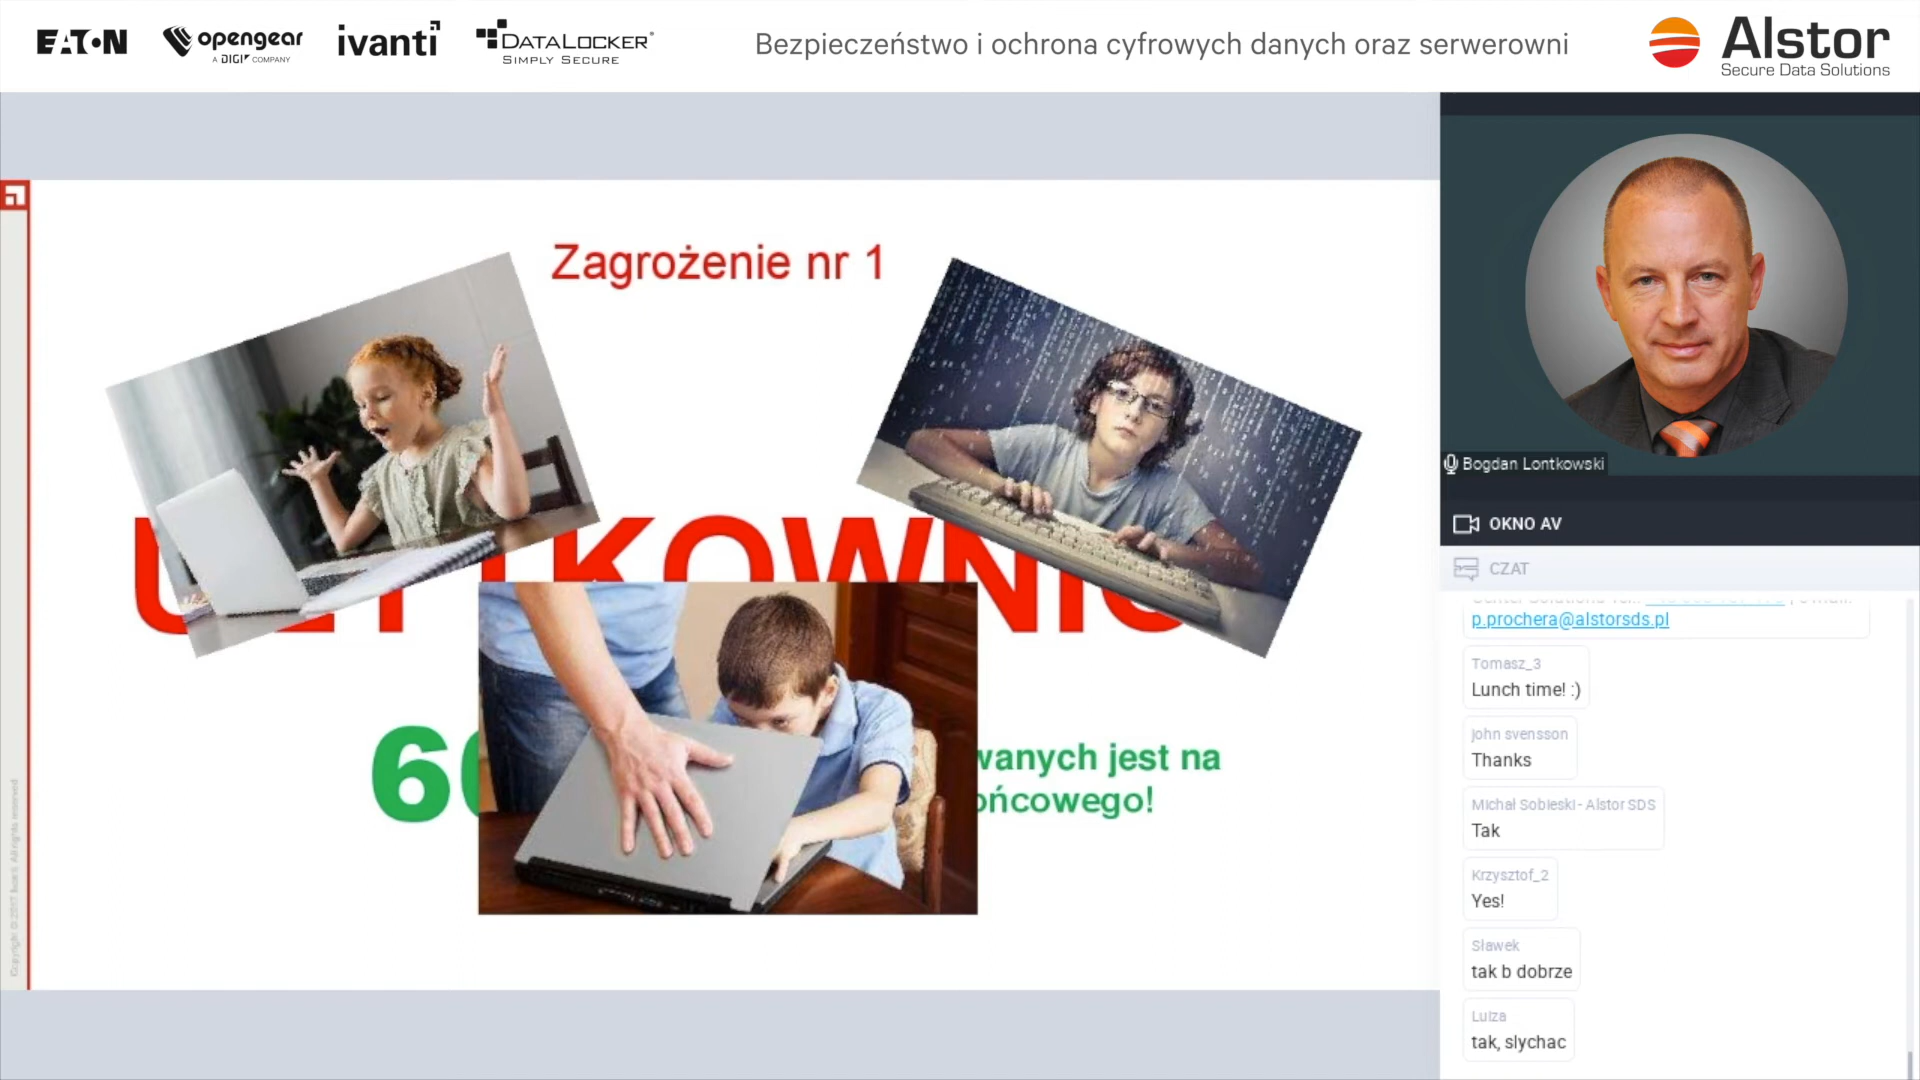 EATON
opengear
A DIGI COMPANY
ivanti
DATALOCKER
SIMPLY SECURE
Bezpieczeństwo i ochrona cyfrowych danych oraz serwerowni
Alstor
Secure Data Solutions
Zagrożenie nr 1
wanych jest na
ońcowego!
Bogdan Lontkowski
OKNO AV
CZAT
p.prochera@alstorsds.pl
Tomasz_3
Lunch time! :)
john svensson
Thanks
Michał Sobieski - Alstor SDS
Tak
Krzysztof_2
Yes!
Sławek
tak b dobrze
Luiza
tak, slychac